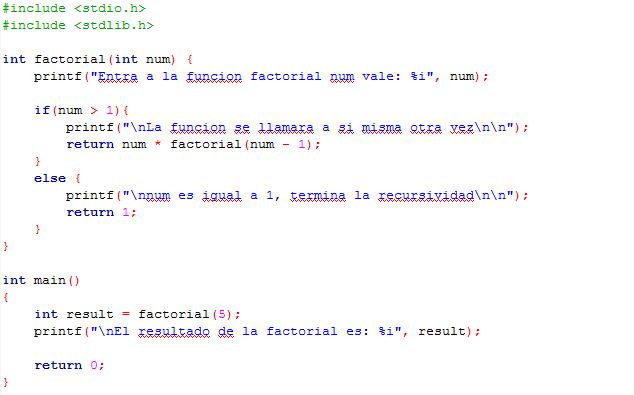 #include <stdio.h>
#include <stdlib.h>
int factorial(int num) {
printf("Entra a la funcion factorial num vale: %i", num);
if(num > 1){
printf("\nLa funcion se llamara a si misma otra vez\n\n");
return num * factorial(num - 1);
}
else {
printf("\nnum es igual a 1, termina la recursividad\n\n");
return 1;
}
}
int main()
{
int result = factorial(5);
printf("\nEl resultado de la factorial es: %i", result);
return 0;
}